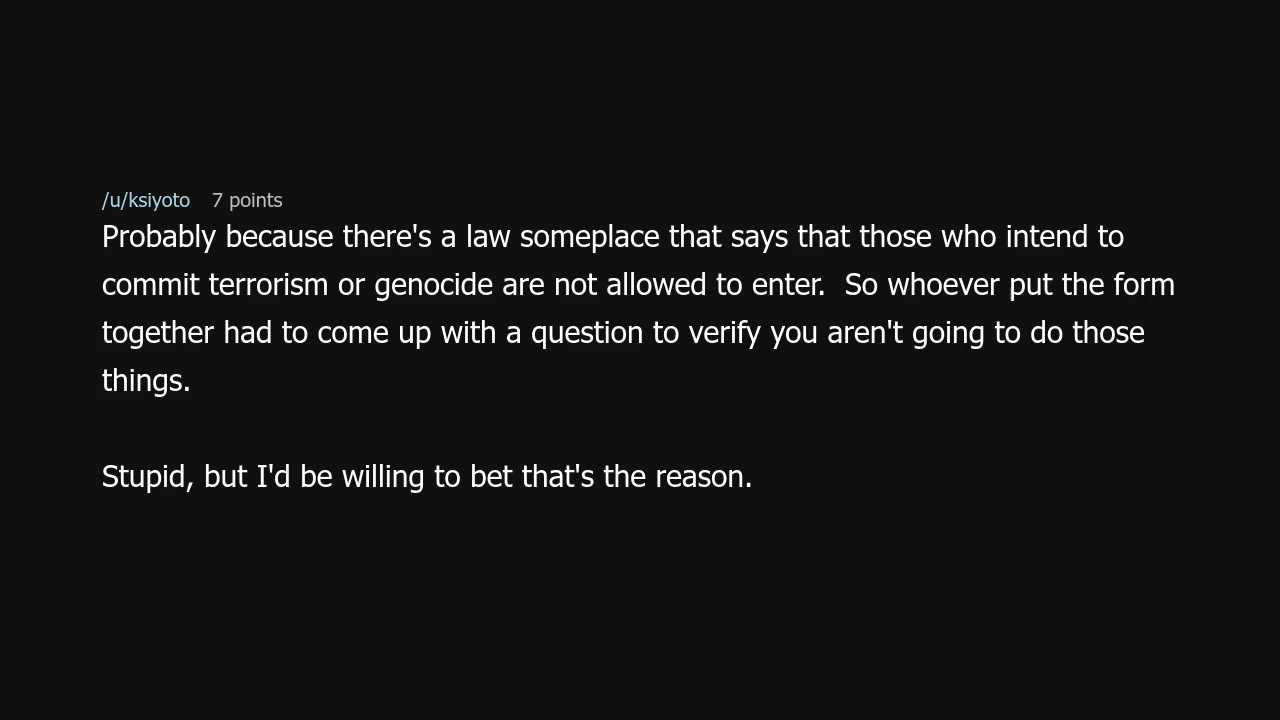 /u/ksiyoto 7 points
Probably because there's a law someplace that says that those who intend to
commit terrorism or genocide are not allowed to enter.  So whoever put the form
together had to come up with a question to verify you aren't going to do those
things.
Stupid, but I'd be willing to bet that's the reason.